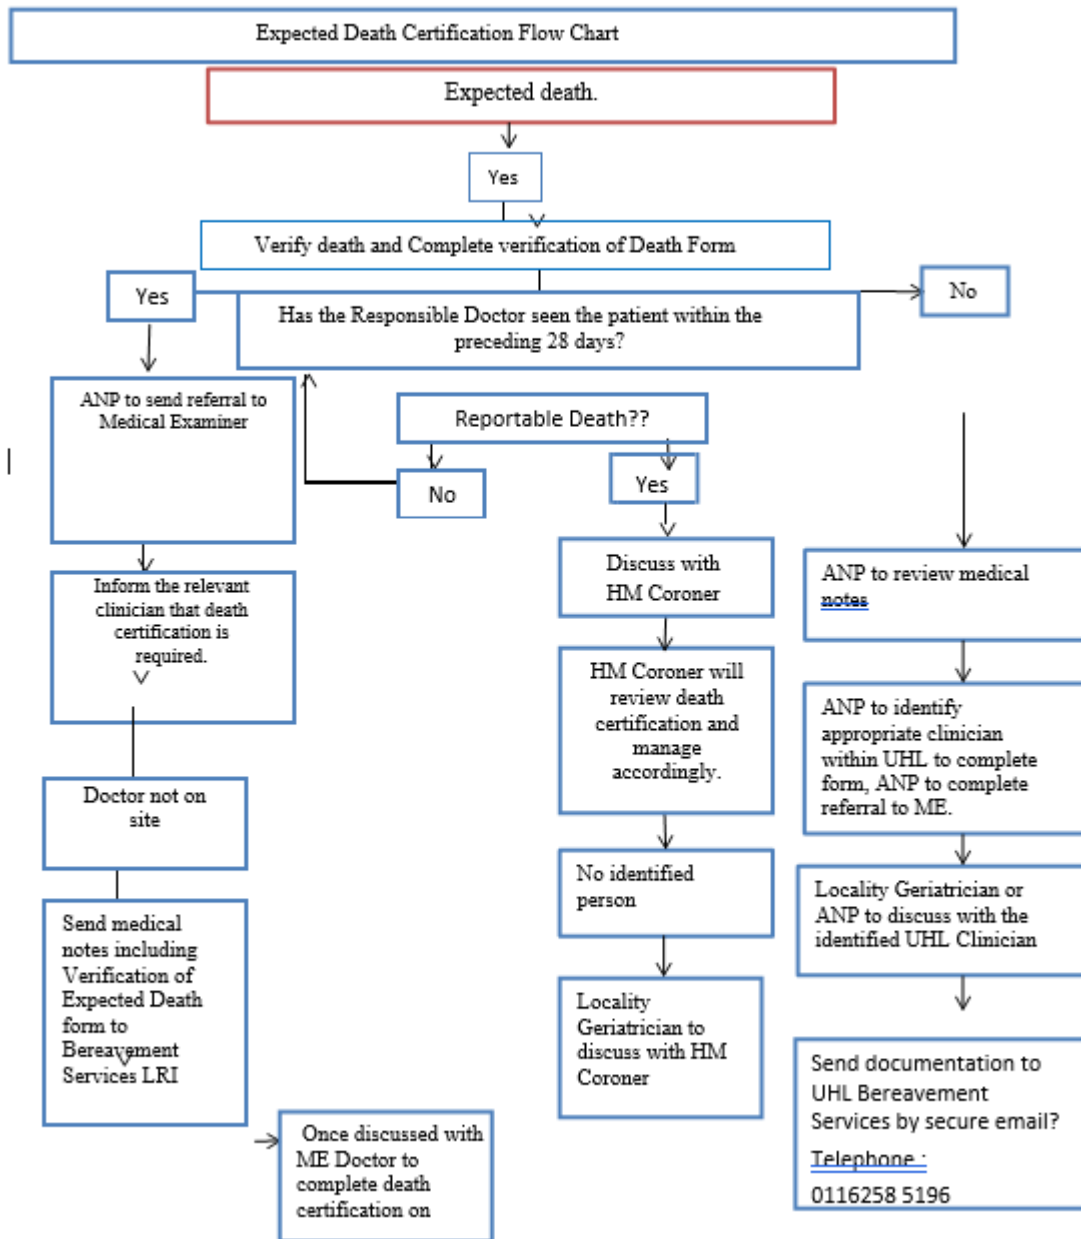 Expected Death Certification Flow Chart
Expected death.
Yes
Verify death and Complete verification of Death Form
Yes
No
Has the Responsible Doctor seen the patient within the
preceding 28 days?
ANP to send referral to
Medical Examiner
Reportable Death??
No
Yes
Inform the relevant
clinician that death
certification is
required.
Discuss with
HM Coroner
ANP to review medical
notes
HM Coroner will
review death
certification and
manage
accordingly.
ANP to identify
appropriate clinician
within UHL to complete
form, ANP to complete
referral to ME.
Doctor not on
site
No identified
person
Locality Geriatrician or
ANP to discuss with the
identified UHL Clinician
Send medical
notes including
Verification of
Expected Death
form to
Bereavement
Services LRI
Locality
Geriatrician to
discuss with HM
Coroner
Send documentation to
UHL Bereavement
Services by secure email?
Telephone :
0116258 5196
Once discussed with
ME Doctor to
complete death
certification on